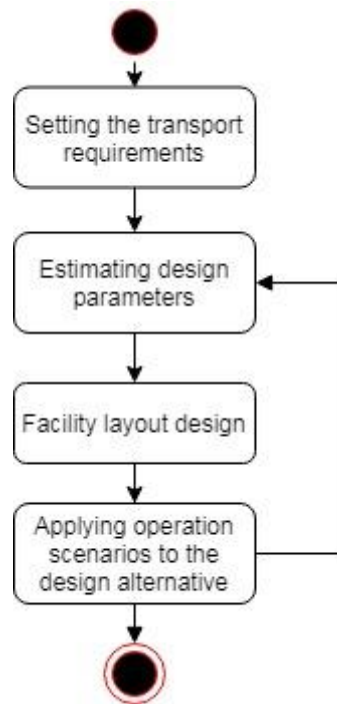 Setting the transport
requirements
Estimating design
parameters
Facility layout design
Applying operation
scenarios to the
design alternative